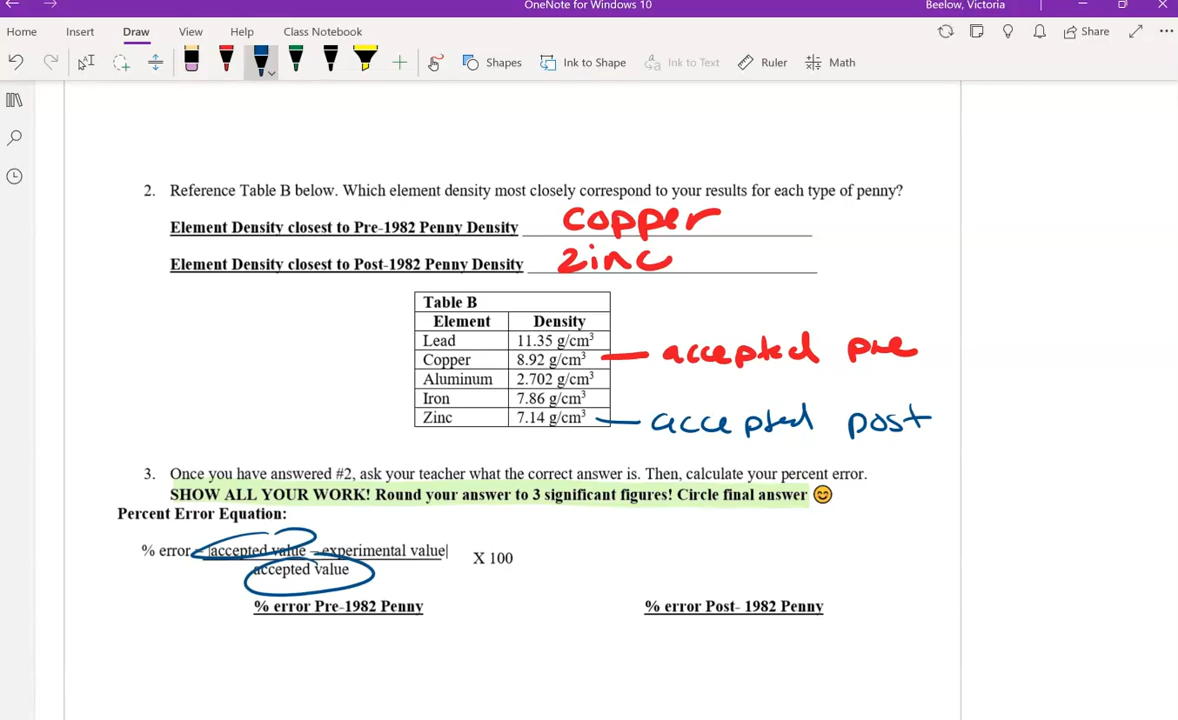 OneNote for Windows 10
Beelow, Victoria
Home Insert Draw View Help Class Notebook
Share
Shapes Ink to Shape Ink to Text Ruler Math
2. Reference Table B below. Which element density most closely correspond to your results for each type of penny?
Element Density closest to Pre-1982 Penny Density copper
Element Density closest to Post-1982 Penny Density zinc
Table B
Element Density
Lead 11.35 g/cm³
Copper 8.92 g/cm³ — accepted pre
Aluminum 2.702 g/cm³
Iron 7.86 g/cm³
Zinc 7.14 g/cm³ — accepted post
3. Once you have answered #2, ask your teacher what the correct answer is. Then, calculate your percent error.
SHOW ALL YOUR WORK! Round your answer to 3 significant figures! Circle final answer 😊
Percent Error Equation:
% error = |accepted value – experimental value| X 100
accepted value
% error Pre-1982 Penny % error Post- 1982 Penny